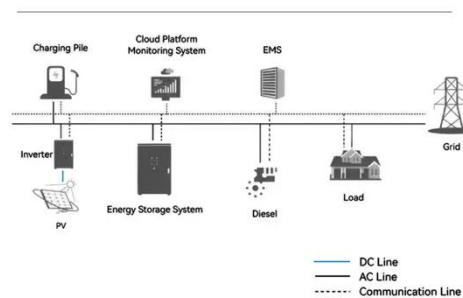 Charging Pile
Cloud Platform
Monitoring System
EMS
Grid
Inverter
PV
Energy Storage System
Diesel
Load
DC Line
AC Line
Communication Line